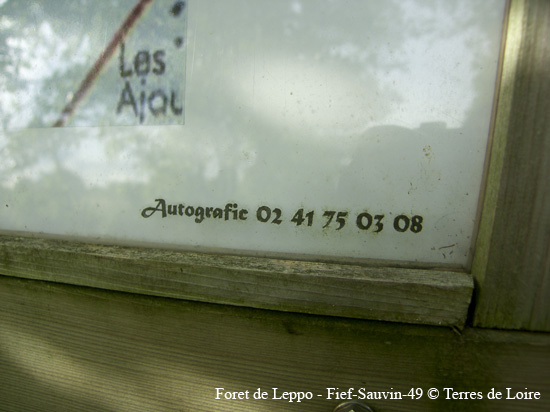 Les
Ajou
Autografic 02 41 75 03 08
Foret de Leppo - Fief-Sauvin-49 © Terres de Loire